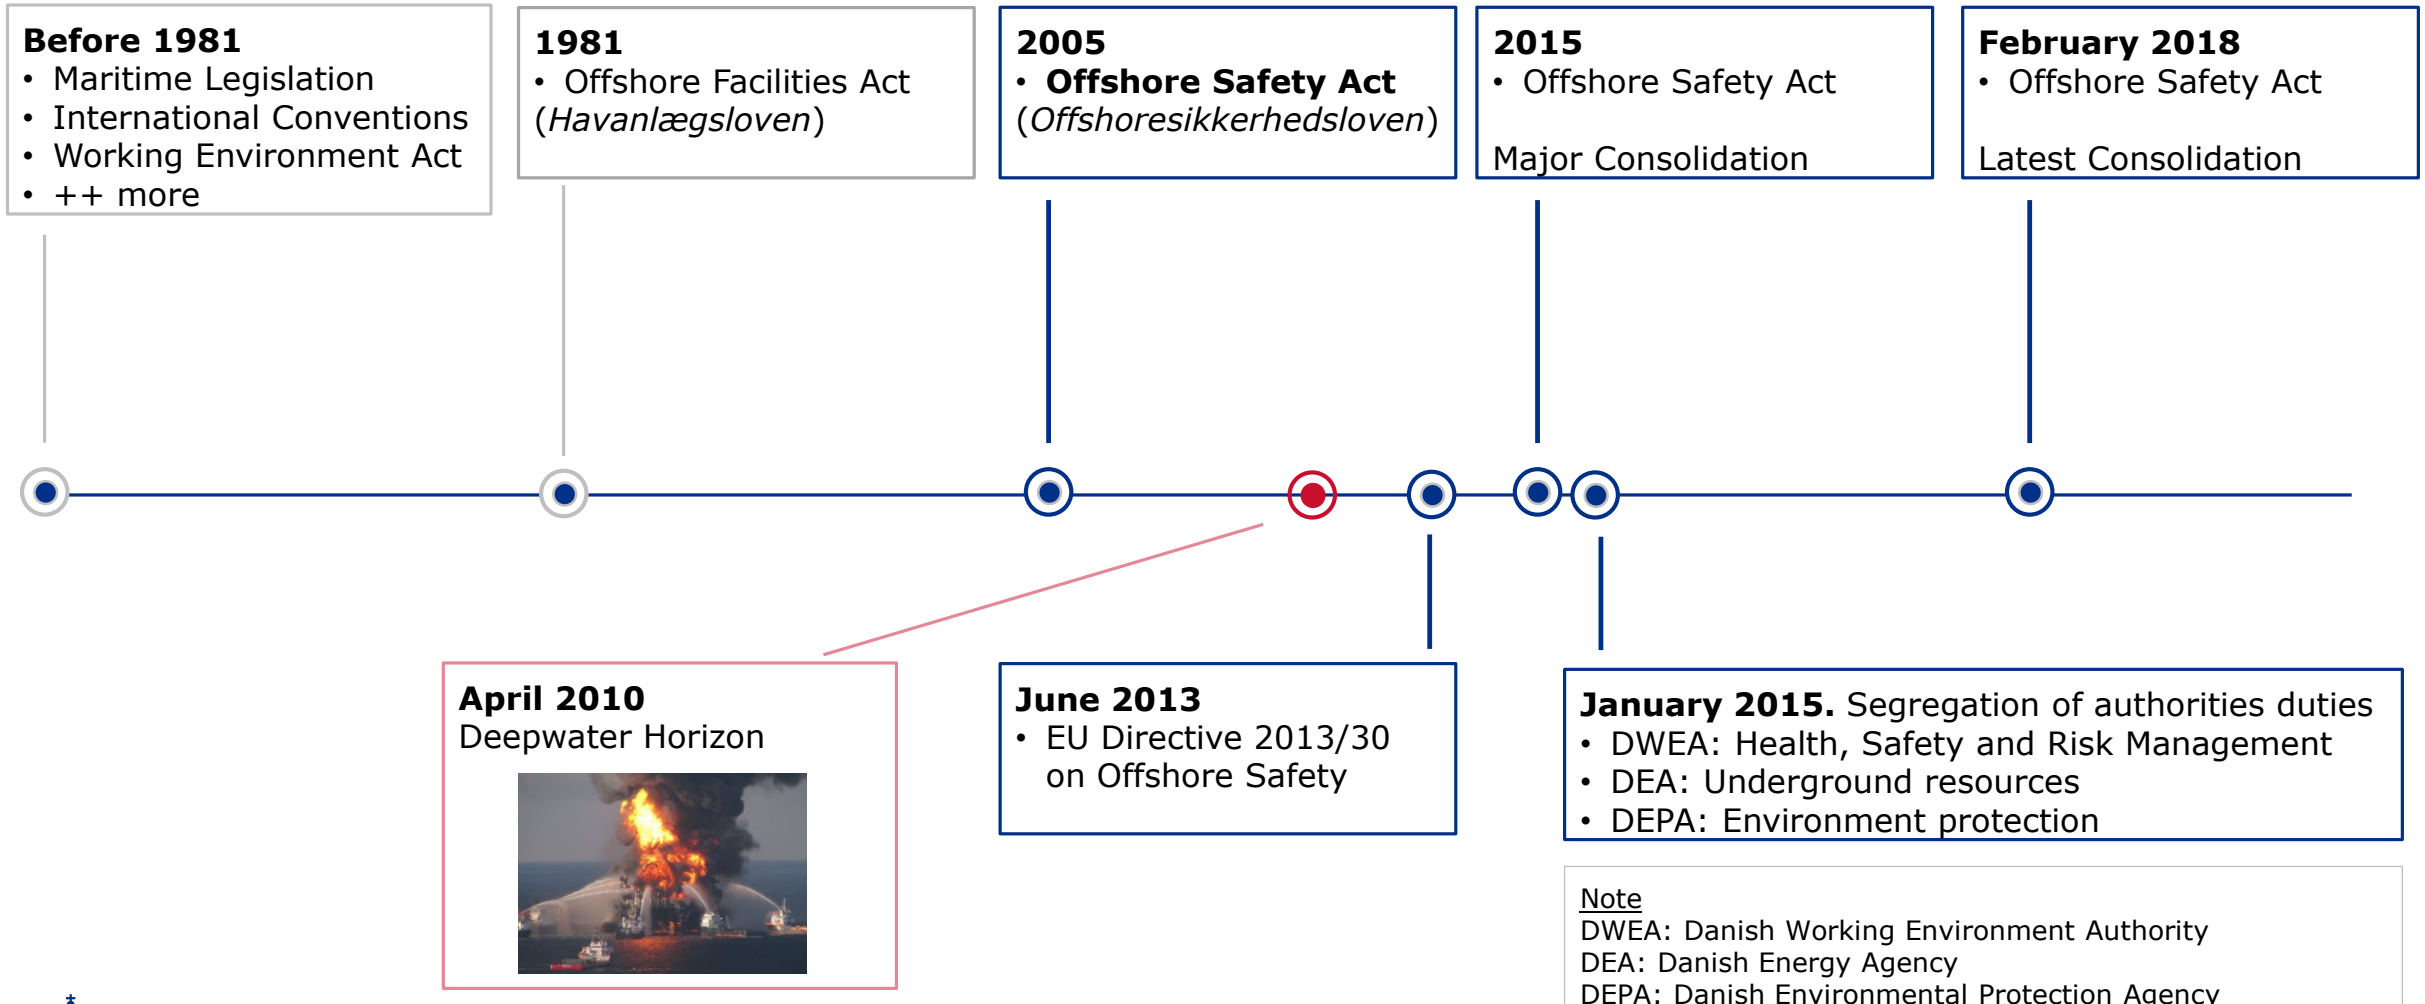 Before 1981
• Maritime Legislation
• International Conventions
• Working Environment Act
• ++ more
1981
• Offshore Facilities Act
(Havanlægsloven)
2005
• Offshore Safety Act
(Offshoresikkerhedsloven)
2015
• Offshore Safety Act
Major Consolidation
February 2018
• Offshore Safety Act
Latest Consolidation
April 2010
Deepwater Horizon
June 2013
• EU Directive 2013/30
on Offshore Safety
January 2015. Segregation of authorities duties
• DWEA: Health, Safety and Risk Management
• DEA: Underground resources
• DEPA: Environment protection
Note
DWEA: Danish Working Environment Authority
DEA: Danish Energy Agency
DEPA: Danish Environmental Protection Agency